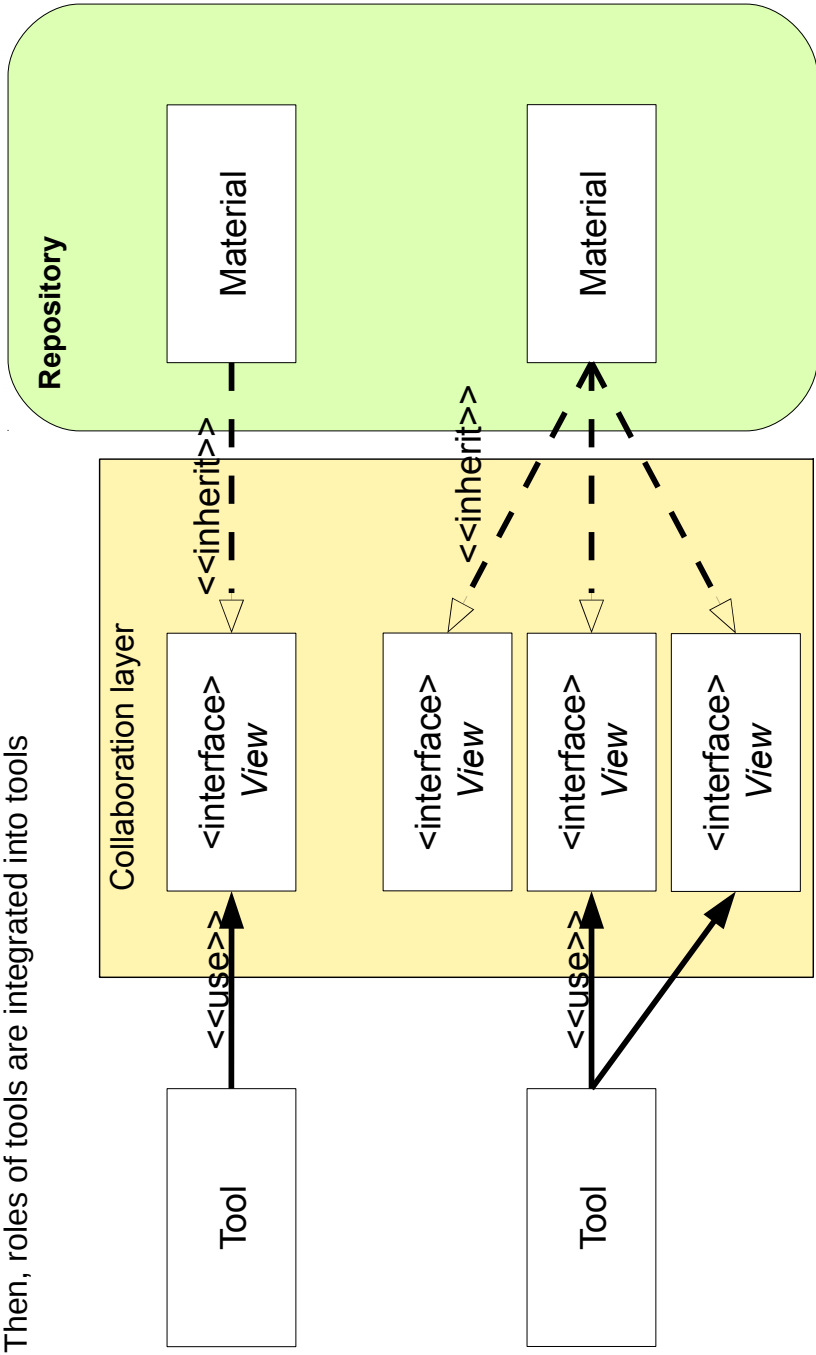 Then, roles of tools are integrated into tools
Repository
Collaboration layer
Tool
<<use>>
<interface>
View
<<inherit>>
Material
<interface>
View
<<inherit>>
Tool
<<use>>
<interface>
View
Material
<interface>
View